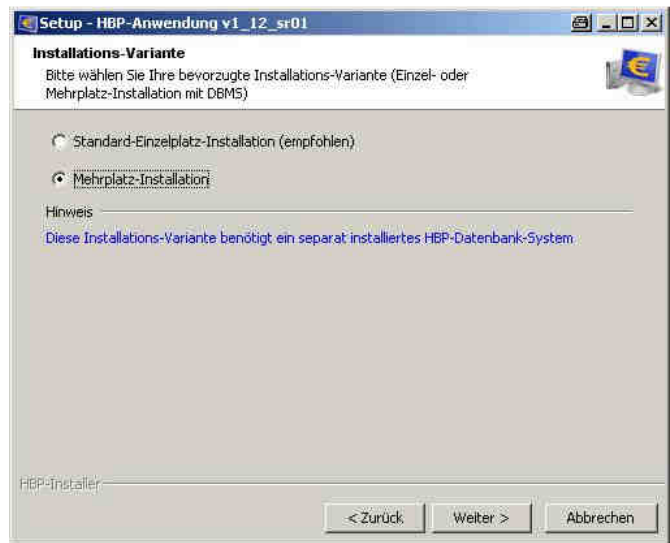 Setup - HBP-Anwendung v1_12_sr01
Installations-Variante
Bitte wählen Sie Ihre bevorzugte Installations-Variante (Einzel- oder
Mehrplatz-Installation mit DBMS)
€
Standard-Einzelplatz-Installation (empfohlen)
Mehrplatz-Installation
Hinweis
Diese Installations-Variante benötigt ein separat installiertes HBP-Datenbank-System
HBP-Installer
< Zurück
Weiter >
Abbrechen